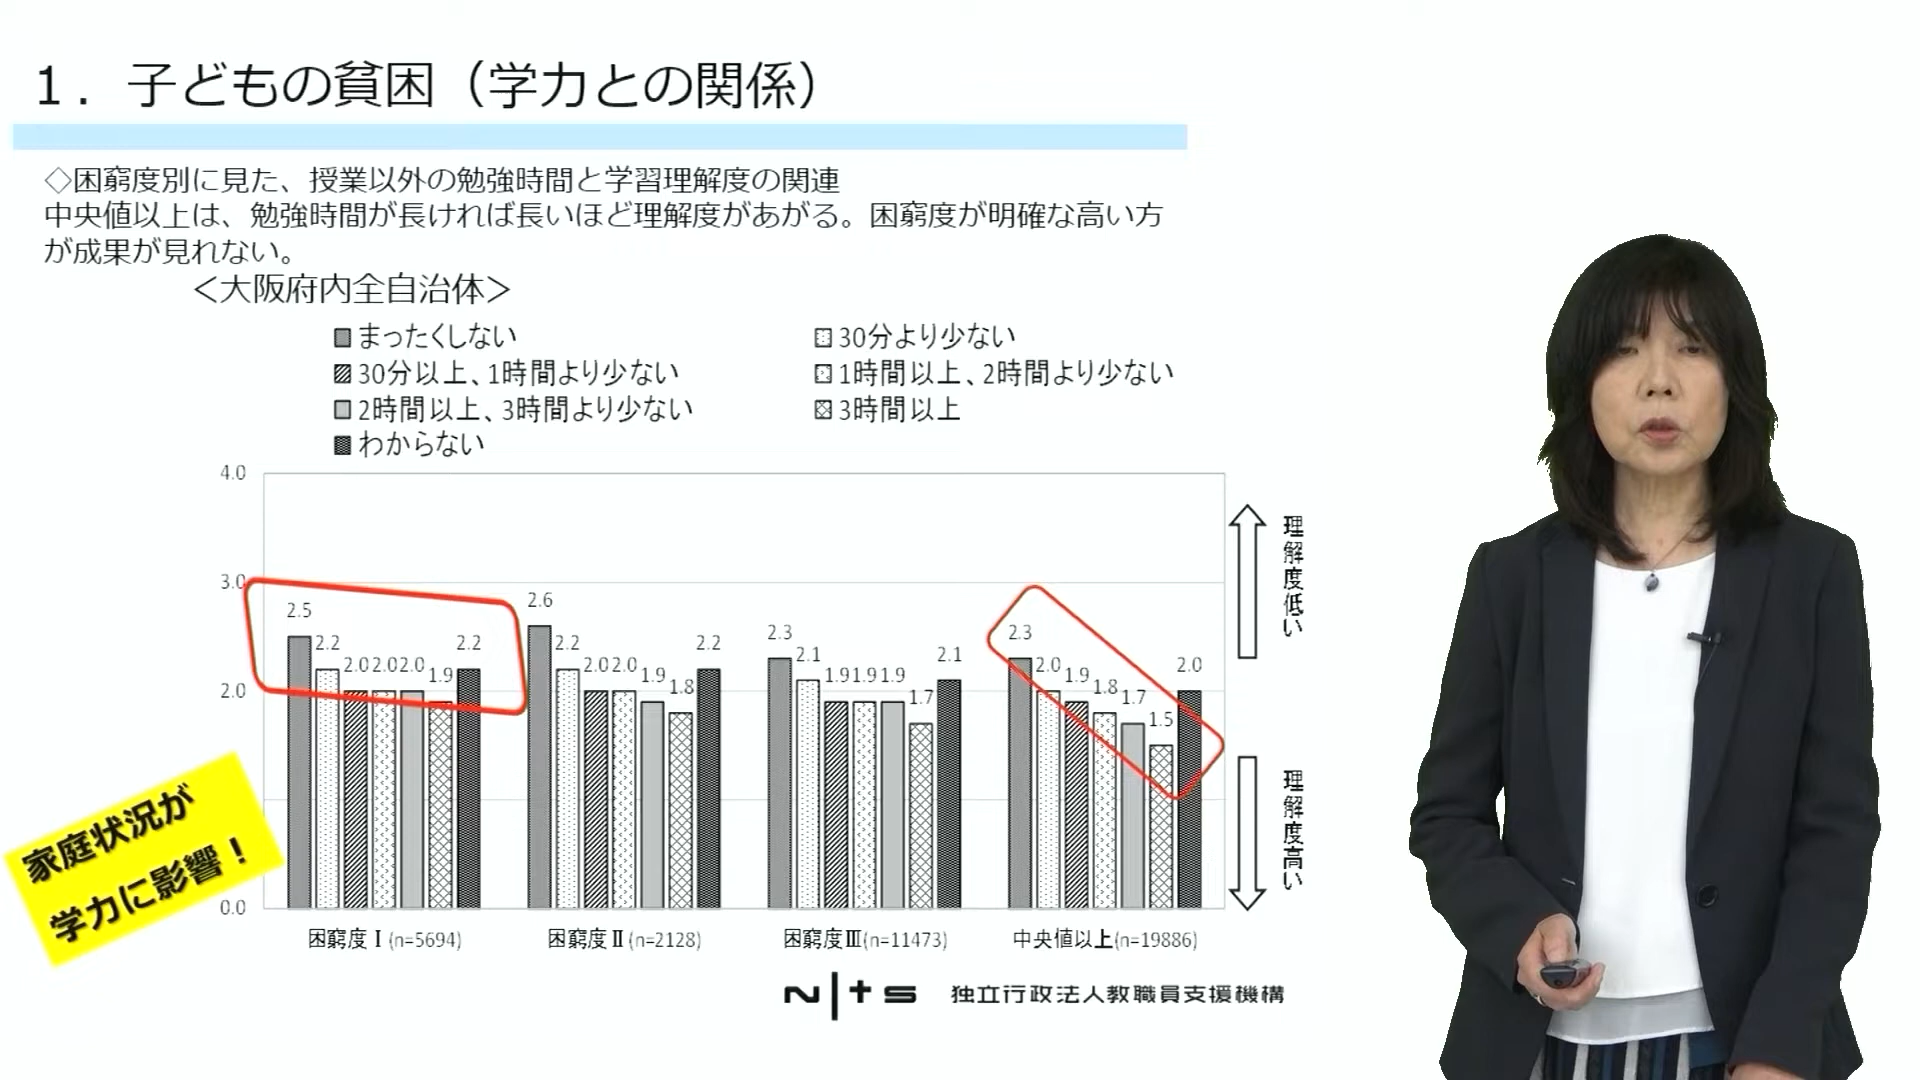 1．子どもの貧困（学力との関係）
◇困窮度別に見た、授業以外の勉強時間と学習理解度の関連
中央値以上は、勉強時間が長ければ長いほど理解度があがる。困窮度が明確な高い方
が成果が見れない。
＜大阪府内全自治体＞
まったくしない
30分より少ない
30分以上、1時間より少ない
1時間以上、2時間より少ない
2時間以上、3時間より少ない
3時間以上
わからない
4.0
3.0
2.0
0.0
2.5 2.2 2.0 2.0 2.0 1.9 2.2
2.6 2.2 2.0 2.0 1.9 1.8 2.2
2.3 2.1 1.9 1.9 1.9 1.7 2.1
2.3 2.0 1.9 1.8 1.7 1.5 2.0
理解度低い
理解度高い
家庭状況が
学力に影響！
困窮度Ⅰ(n=5694)
困窮度Ⅱ(n=2128)
困窮度Ⅲ(n=11473)
中央値以上(n=19886)
N|ts 独立行政法人教職員支援機構